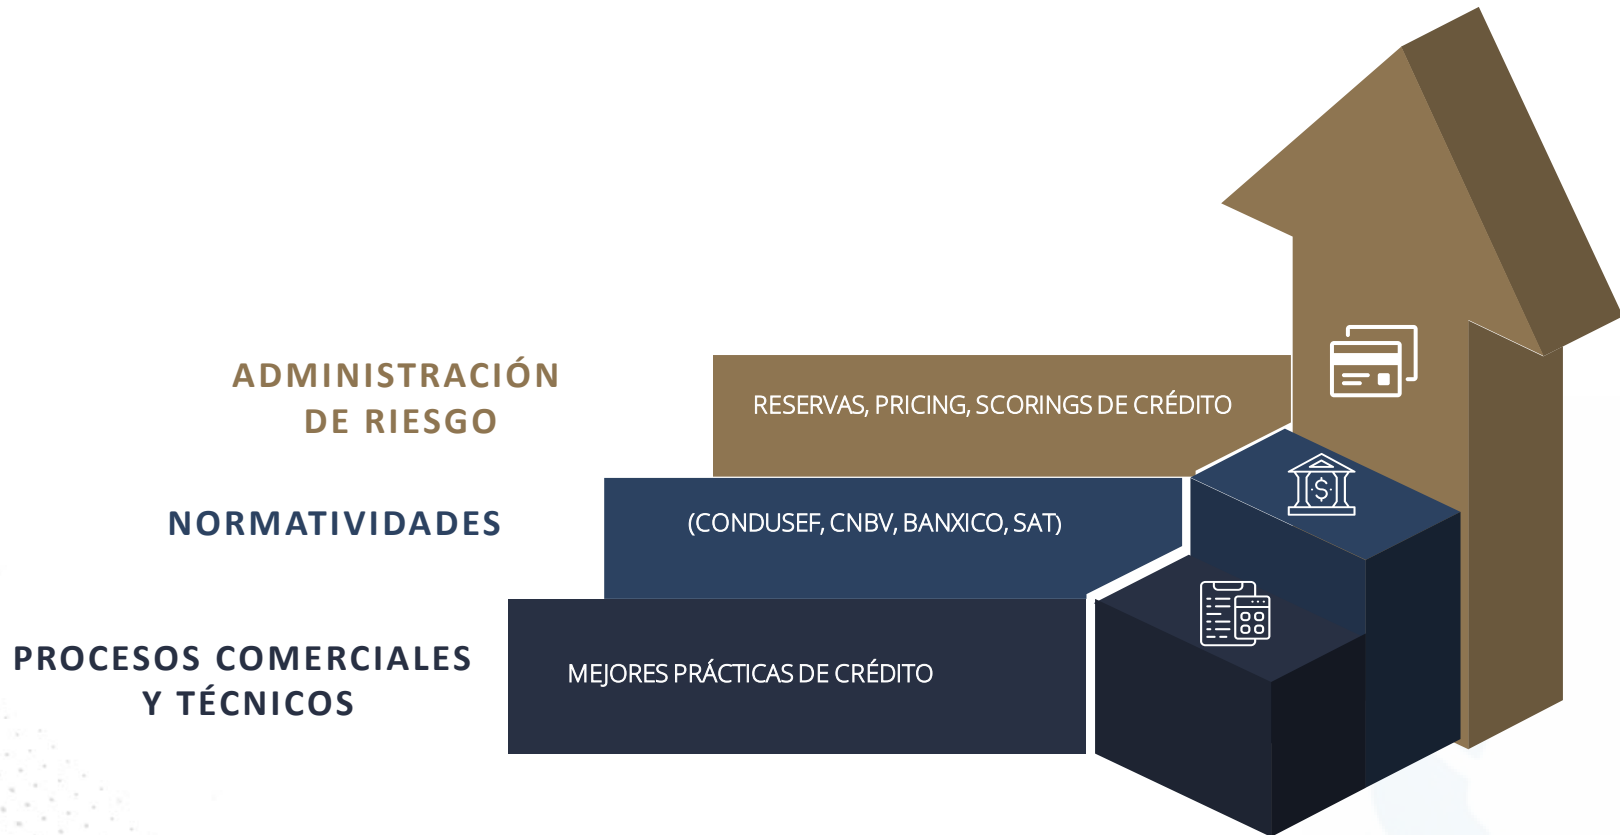 ADMINISTRACIÓN
DE RIESGO
RESERVAS, PRICING, SCORINGS DE CRÉDITO
NORMATIVIDADES
(CONDUSEF, CNBV, BANXICO, SAT)
PROCESOS COMERCIALES
Y TÉCNICOS
MEJORES PRÁCTICAS DE CRÉDITO
$